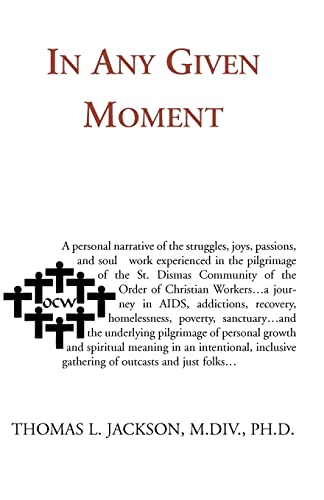 IN ANY GIVEN
MOMENT
A personal narrative of the struggles, joys, passions,
and soul work experienced in the pilgrimage
of the St. Dismas Community of the
Order of Christian Workers…a jour-
ney in AIDS, addictions, recovery,
homelessness, poverty, sanctuary…and
the underlying pilgrimage of personal growth
and spiritual meaning in an intentional, inclusive
gathering of outcasts and just folks…
OCW
THOMAS L. JACKSON, M.DIV., PH.D.